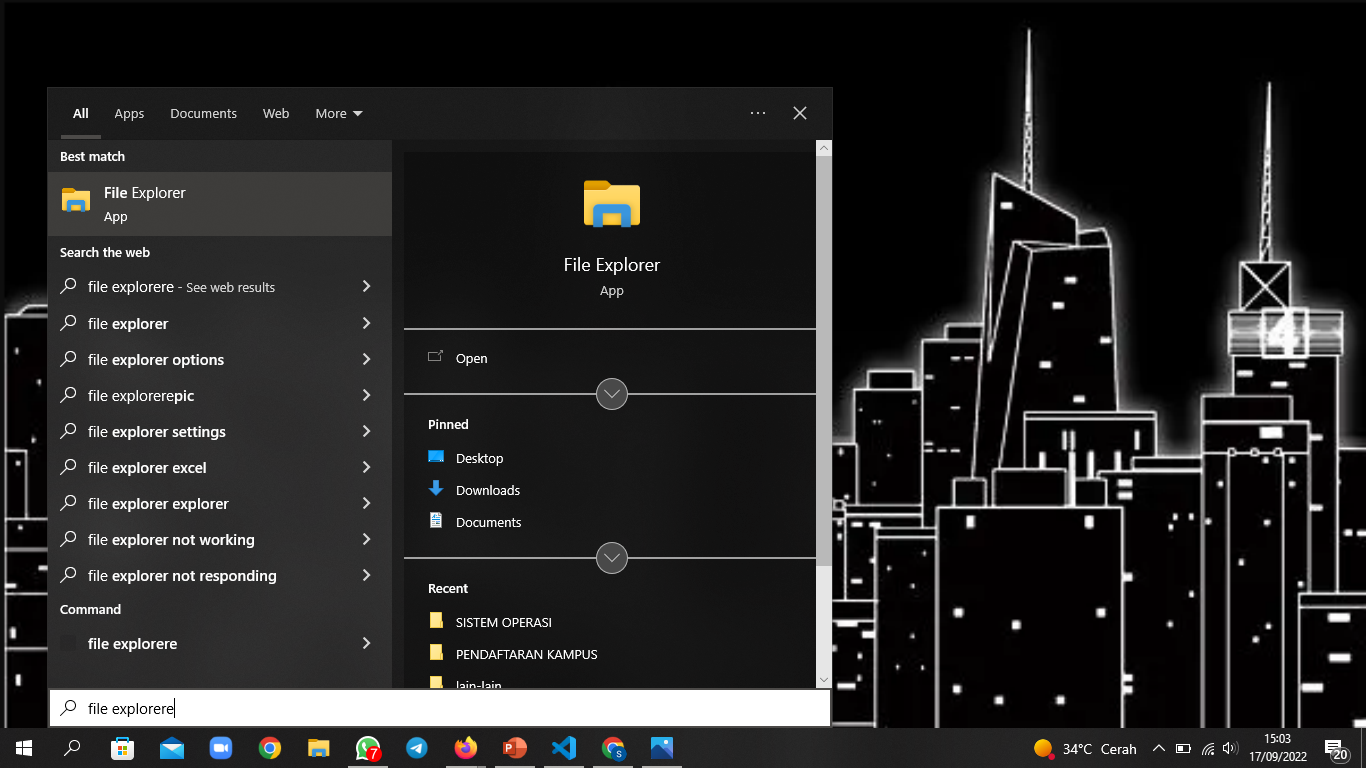 All Apps Documents Web More
Best match
File Explorer
App
Search the web
file explorere - See web results
file explorer
file explorer options
file explorerepic
file explorer settings
file explorer excel
file explorer explorer
file explorer not working
file explorer not responding
Command
file explorere
file explorere
File Explorer
App
Open
Pinned
Desktop
Downloads
Documents
Recent
SISTEM OPERASI
PENDAFTARAN KAMPUS
lain-lain
7
S
34°C Cerah
15:03
17/09/2022
20